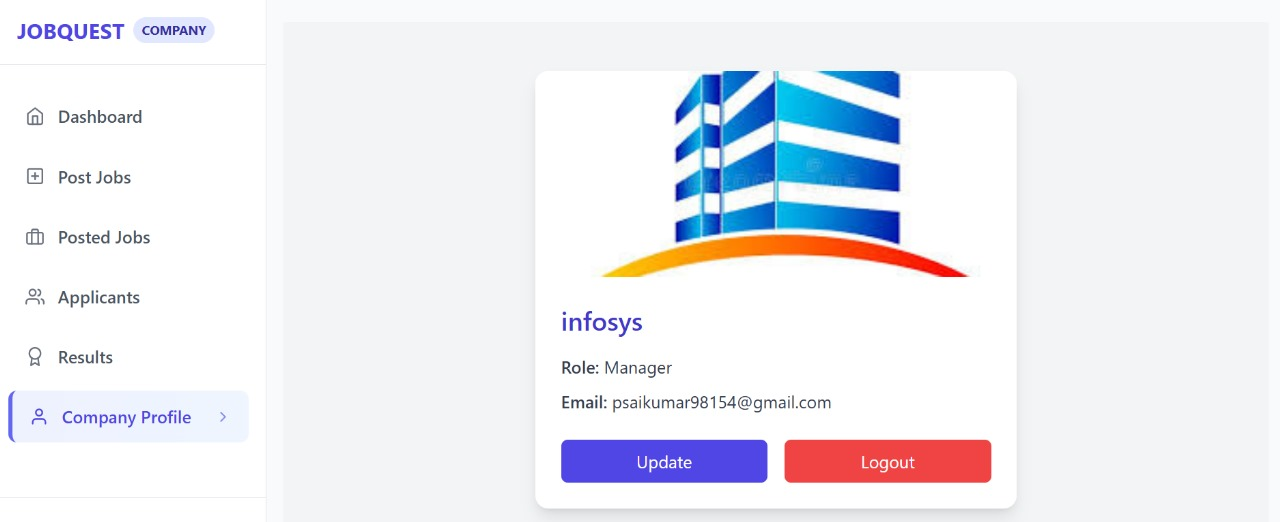 JOBQUEST COMPANY
Dashboard
Post Jobs
Posted Jobs
Applicants
Results
Company Profile
infosys
Role: Manager
Email: psaikumar98154@gmail.com
Update Logout